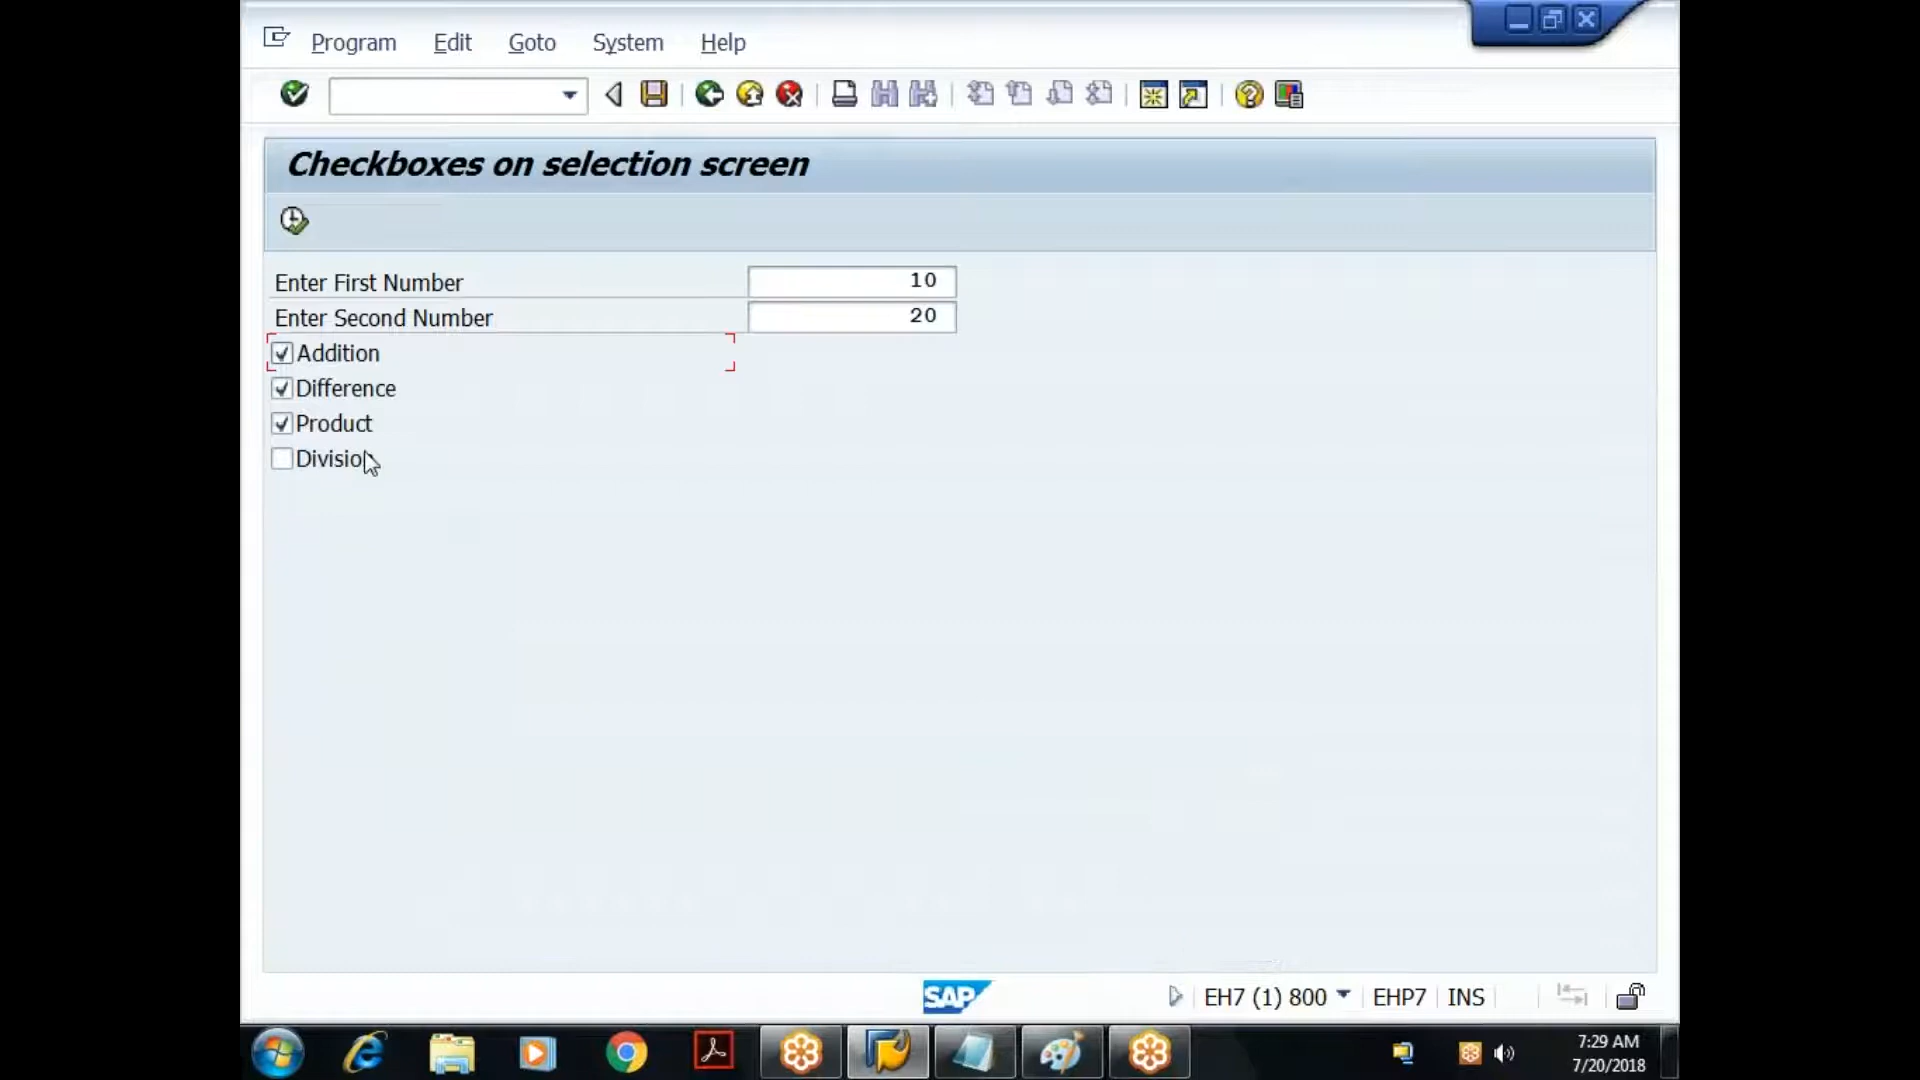 Program Edit Goto System Help
Checkboxes on selection screen
Enter First Number 10
Enter Second Number 20
Addition
Difference
Product
Divisio
SAP EH7 (1) 800 EHP7 INS
7:29 AM
7/20/2018